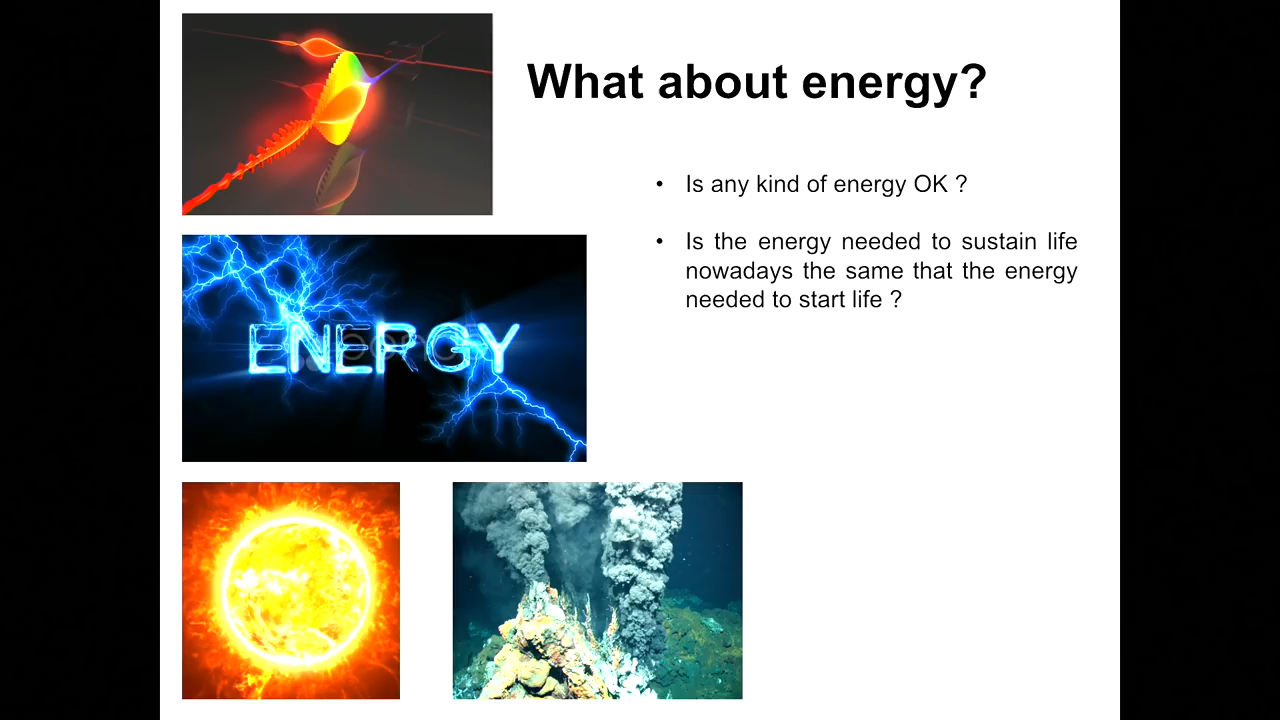 What about energy?
• Is any kind of energy OK ?
• Is the energy needed to sustain life
nowadays the same that the energy
needed to start life ?
ENERGY